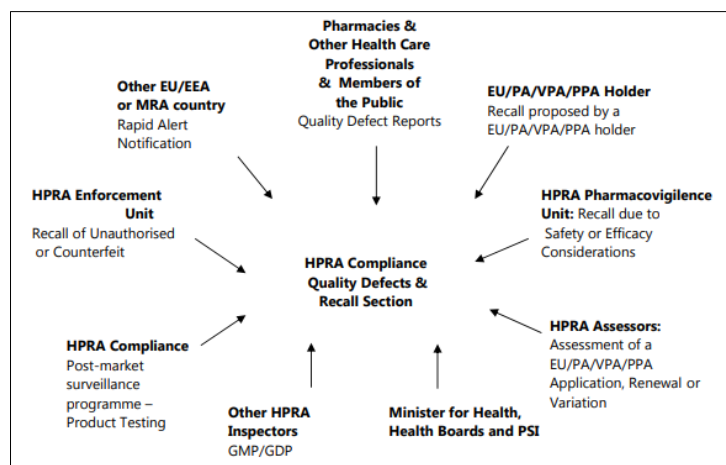 Pharmacies &
Other Health Care
Professionals
& Members of
the Public
Quality Defect Reports
Other EU/EEA
or MRA country
Rapid Alert
Notification
EU/PA/VPA/PPA Holder
Recall proposed by a
EU/PA/VPA/PPA holder
HPRA Enforcement
Unit
Recall of Unauthorised
or Counterfeit
HPRA Pharmacovigilence
Unit: Recall due to
Safety or Efficacy
Considerations
HPRA Compliance
Quality Defects &
Recall Section
HPRA Compliance
Post-market
surveillance
programme –
Product Testing
HPRA Assessors:
Assessment of a
EU/PA/VPA/PPA
Application, Renewal or
Variation
Other HPRA
Inspectors
GMP/GDP
Minister for Health,
Health Boards and PSI